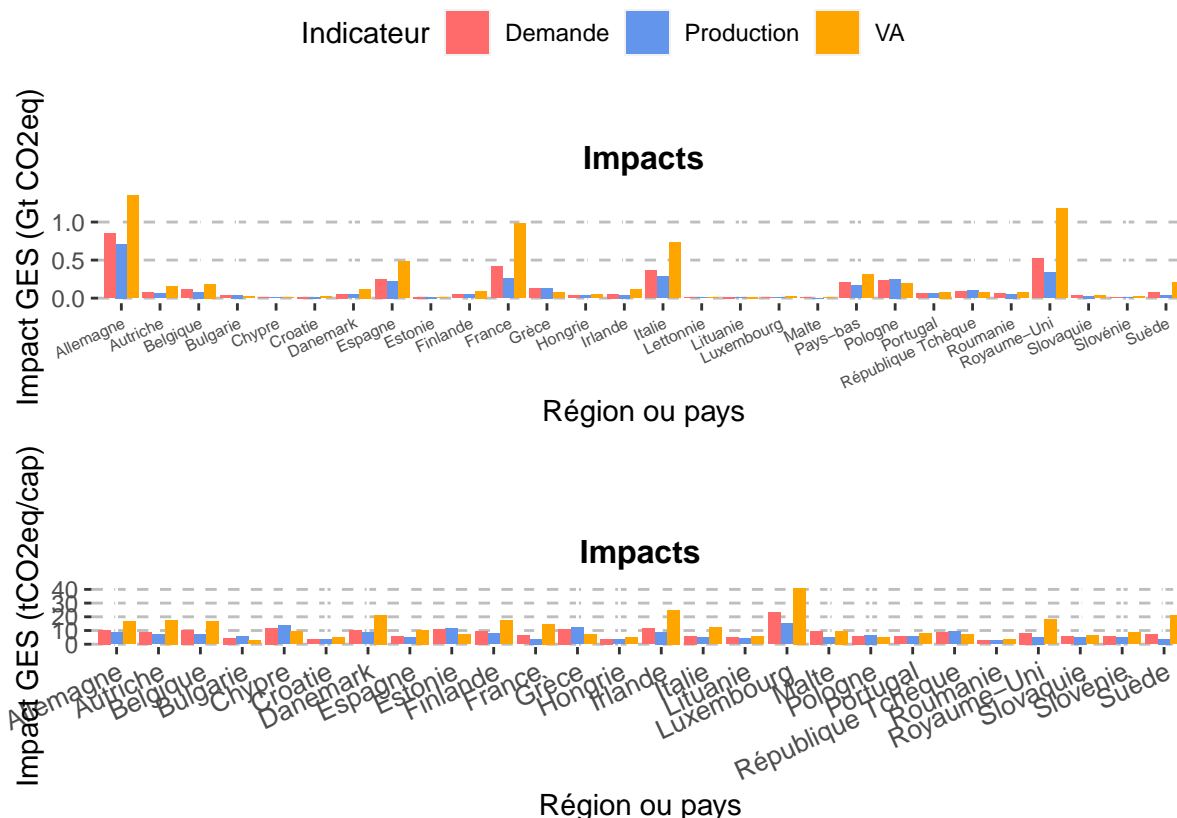 Indicateur Demande Production VA
Impacts
Impact GES (Gt CO2eq)
1.0
0.5
0.0
Allemagne Autriche Belgique Bulgarie Chypre Croatie Danemark Espagne Estonie Finlande France Grèce Hongrie Irlande Italie Lettonnie Lituanie Luxembourg Malte Pays−bas Pologne Portugal République Tchèque Roumanie Royaume−Uni Slovaquie Slovénie Suède
Région ou pays
Impacts
Impact GES (tCO2eq/cap)
40
30
20
10
0
Allemagne Autriche Belgique Bulgarie Chypre Croatie Danemark Espagne Estonie Finlande France Grèce Hongrie Irlande Italie Lituanie Luxembourg Malte Pologne Portugal République Tchèque Roumanie Royaume−Uni Slovaquie Slovénie Suède
Région ou pays